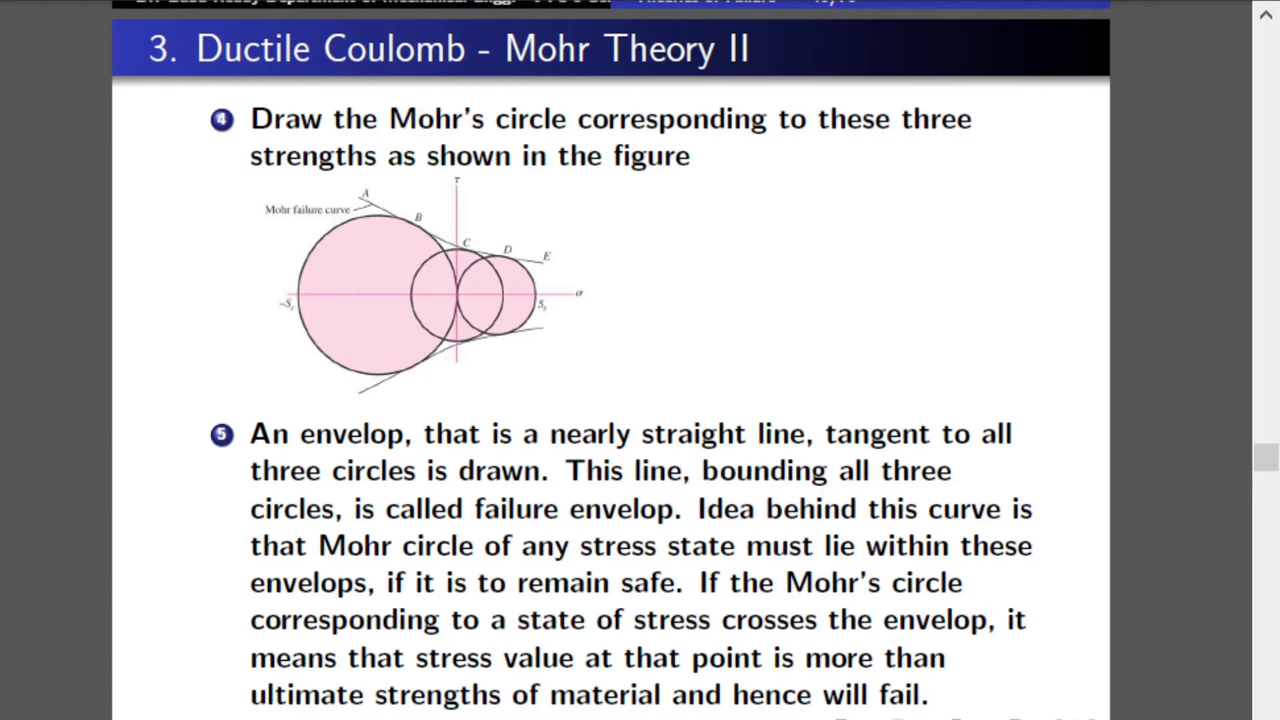 3. Ductile Coulomb - Mohr Theory II
4 Draw the Mohr's circle corresponding to these three
strengths as shown in the figure
τ
A
Mohr failure curve
B
C
D
E
-Sc
St
σ
5 An envelop, that is a nearly straight line, tangent to all
three circles is drawn. This line, bounding all three
circles, is called failure envelop. Idea behind this curve is
that Mohr circle of any stress state must lie within these
envelops, if it is to remain safe. If the Mohr's circle
corresponding to a state of stress crosses the envelop, it
means that stress value at that point is more than
ultimate strengths of material and hence will fail.